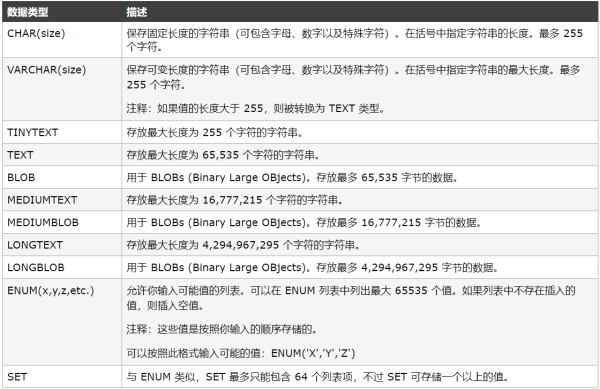 数据类型 描述
CHAR(size) 保存固定长度的字符串（可包含字母、数字以及特殊字符）。在括号中指定字符串的长度。最多 255
个字符。
VARCHAR(size) 保存可变长度的字符串（可包含字母、数字以及特殊字符）。在括号中指定字符串的最大长度。最多
255 个字符。
注释：如果值的长度大于 255，则被转换为 TEXT 类型。
TINYTEXT 存放最大长度为 255 个字符的字符串。
TEXT 存放最大长度为 65,535 个字符的字符串。
BLOB 用于 BLOBs (Binary Large OBjects)。存放最多 65,535 字节的数据。
MEDIUMTEXT 存放最大长度为 16,777,215 个字符的字符串。
MEDIUMBLOB 用于 BLOBs (Binary Large OBjects)。存放最多 16,777,215 字节的数据。
LONGTEXT 存放最大长度为 4,294,967,295 个字符的字符串。
LONGBLOB 用于 BLOBs (Binary Large OBjects)。存放最多 4,294,967,295 字节的数据。
ENUM(x,y,z,etc.) 允许你输入可能值的列表。可以在 ENUM 列表中列出最大 65535 个值。如果列表中不存在插入的
值，则插入空值。
注释：这些值是按照你输入的顺序存储的。
可以按照此格式输入可能的值：ENUM('X','Y','Z')
SET 与 ENUM 类似，SET 最多只能包含 64 个列表项，不过 SET 可存储一个以上的值。